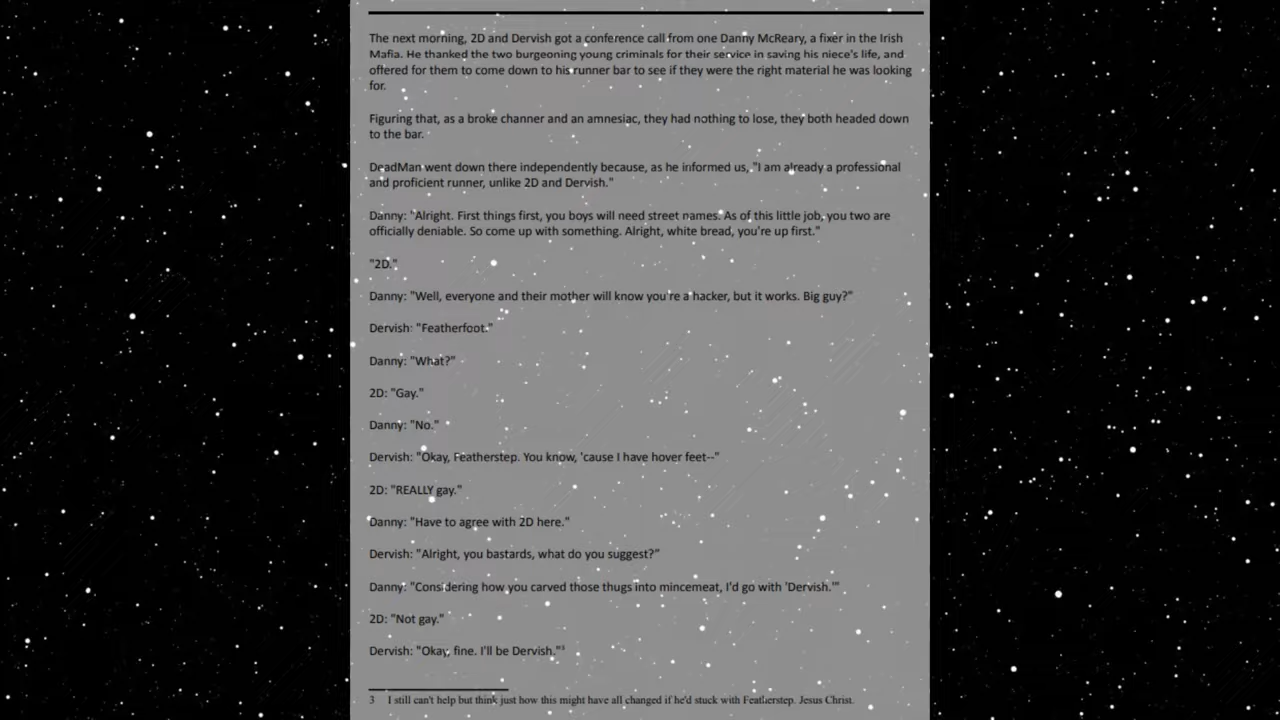 The next morning, 2D and Dervish got a conference call from one Danny McReary, a fixer in the Irish
Mafia. He thanked the two burgeoning young criminals for their service in saving his niece's life, and
offered for them to come down to his runner bar to see if they were the right material he was looking
for.
Figuring that, as a broke channer and an amnesiac, they had nothing to lose, they both headed down
to the bar.
DeadMan went down there independently because, as he informed us, "I am already a professional
and proficient runner, unlike 2D and Dervish."
Danny: "Alright. First things first, you boys will need street names. As of this little job, you two are
officially deniable. So come up with something. Alright, white bread, you're up first."
"2D."
Danny: "Well, everyone and their mother will know you're a hacker, but it works. Big guy?"
Dervish: "Featherfoot."
Danny: "What?"
2D: "Gay."
Danny: "No."
Dervish: "Okay, Featherstep. You know, 'cause I have hover feet--"
2D: "REALLY gay."
Danny: "Have to agree with 2D here."
Dervish: "Alright, you bastards, what do you suggest?"
Danny: "Considering how you carved those thugs into mincemeat, I'd go with 'Dervish.'"
2D: "Not gay."
Dervish: "Okay, fine. I'll be Dervish."³
3 I still can't help but think just how this might have all changed if he'd stuck with Featherstep. Jesus Christ.